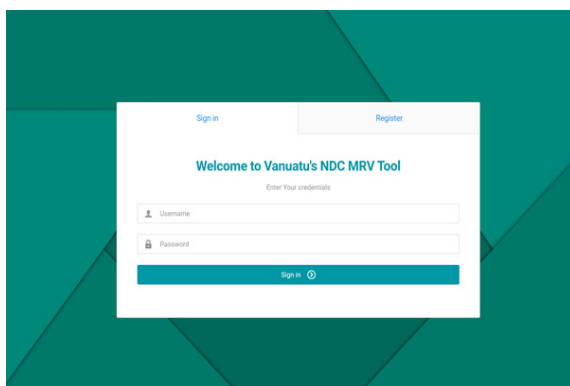 Sign in
Register
Welcome to Vanuatu's NDC MRV Tool
Enter Your credentials
Username
Password
Sign in